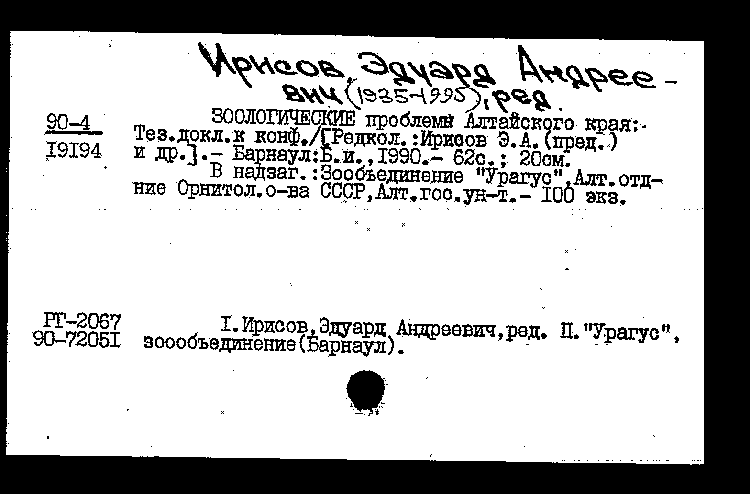 Ирисов, Эдуард Андрее-
вич (1935-1995), ред.
90-4
19194
ЗООЛОГИЧЕСКИЕ проблемы Алтайского края:
Тез.докл.к конф./[Редкол.:Ирисов Э.А.(пред.)
и др.].- Барнаул:Б.и.,1990.- 62с.; 20см.
В надзаг.:Зообъединение "Урагус",Алт.отд-
ние Орнитол.о-ва СССР,Алт.гос.ун-т.- 100 экз.
РГ-2067
90-72051
I.Ирисов,Эдуард Андреевич,ред. П."Урагус",
зоообъединение(Барнаул).